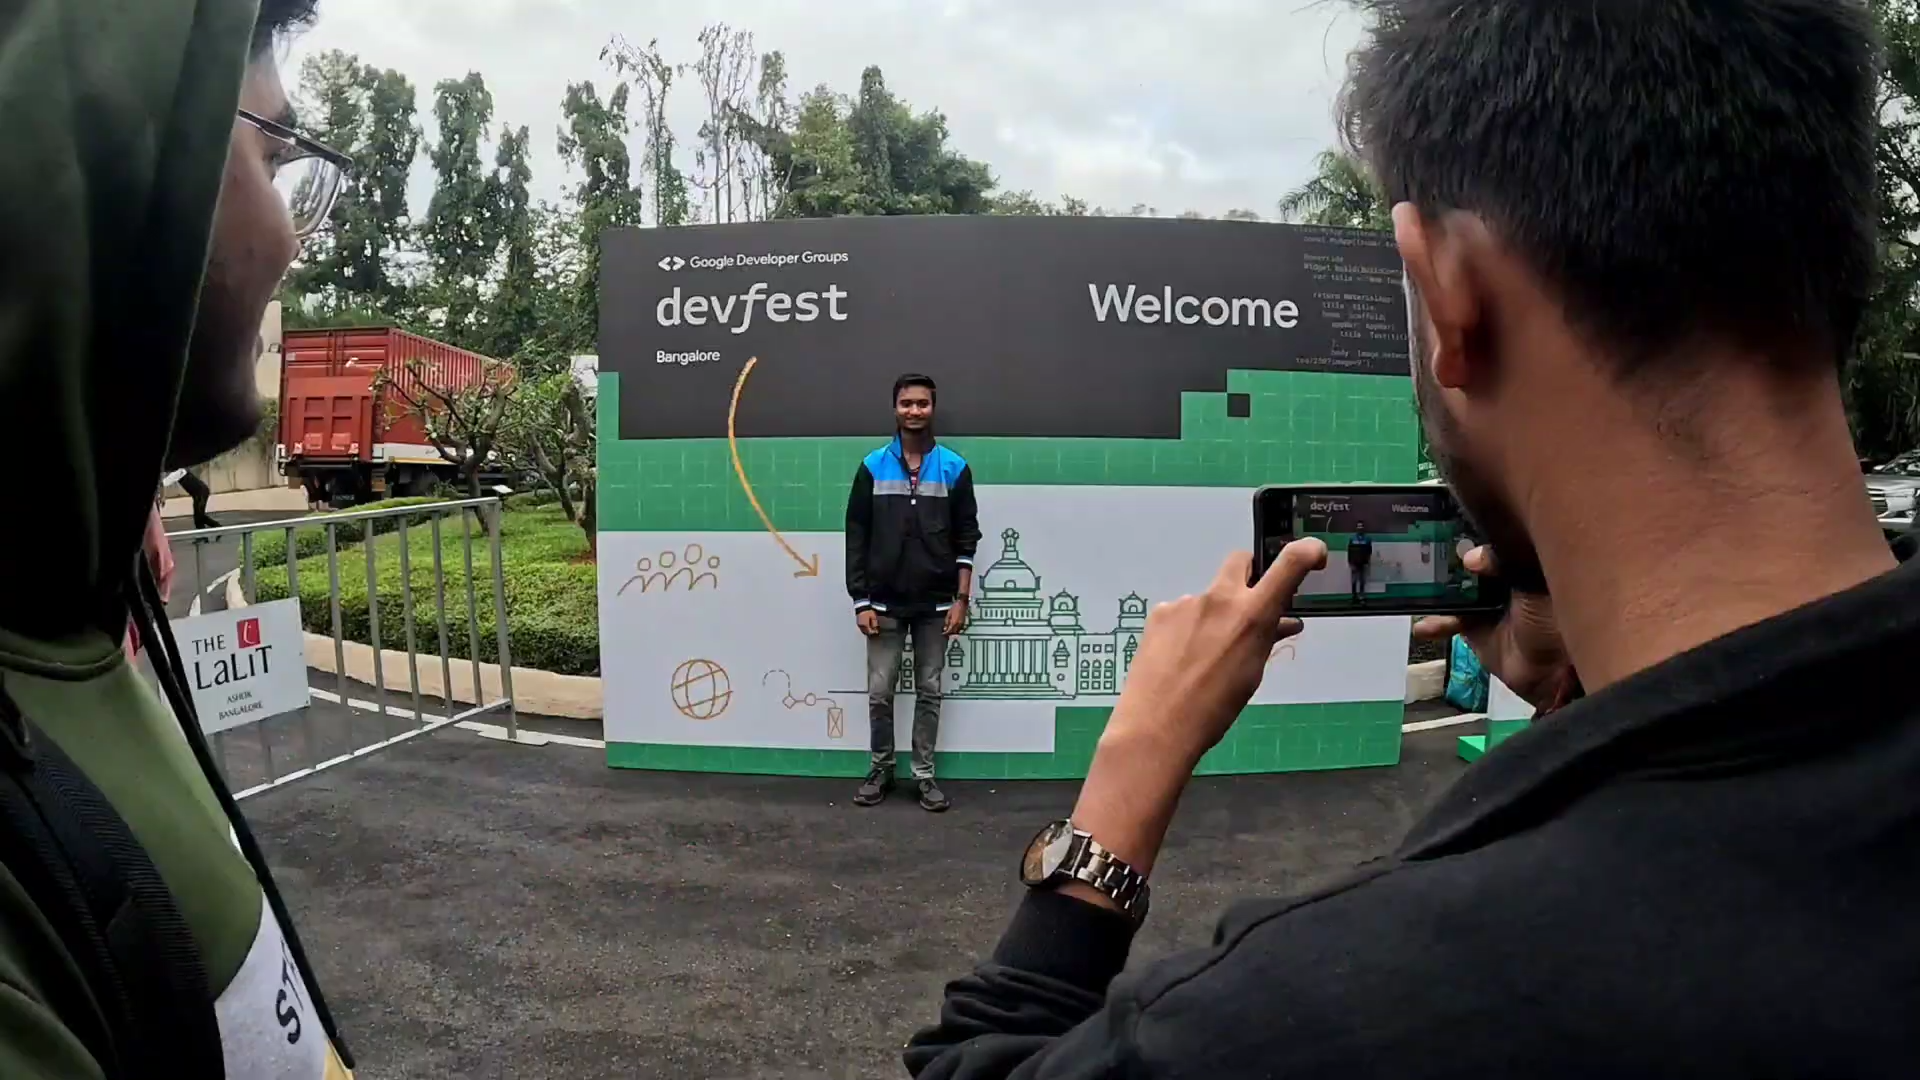 <> Google Developer Groups
devfest
Bangalore
Welcome
THE
LaLiT
ASHOK
BANGALORE
devfest
Welcome